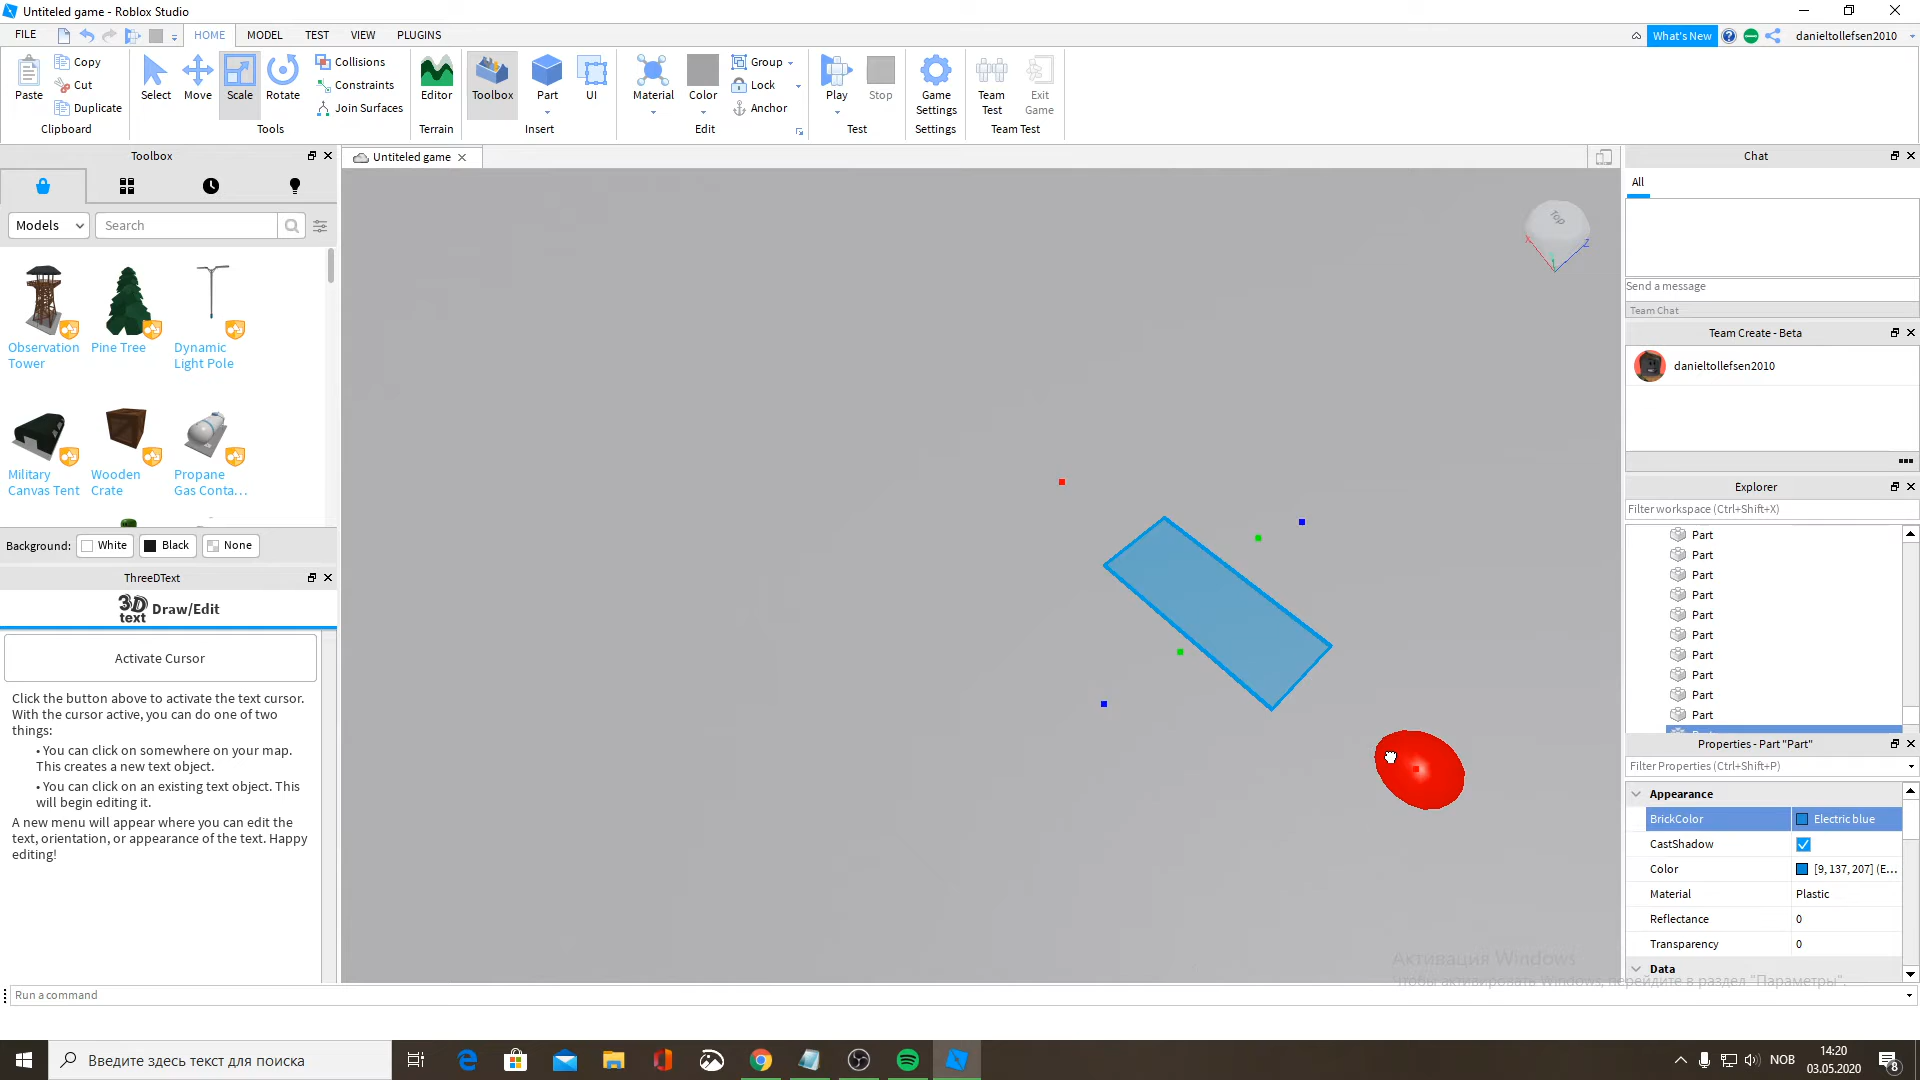 Untiteled game - Roblox Studio
FILE
HOME
MODEL
TEST
VIEW
PLUGINS
What's New
danieltollefsen2010
Paste
Copy
Cut
Duplicate
Clipboard
Select
Move
Scale
Rotate
Collisions
Constraints
Join Surfaces
Tools
Editor
Terrain
Toolbox
Part
UI
Insert
Material
Color
Group
Lock
Anchor
Edit
Play
Stop
Test
Game Settings
Settings
Team Test
Exit Game
Team Test
Toolbox
Models
Search
Observation Tower
Pine Tree
Dynamic Light Pole
Military Canvas Tent
Wooden Crate
Propane Gas Conta...
Background:
White
Black
None
ThreeDText
3D text Draw/Edit
Activate Cursor
Click the button above to activate the text cursor.
With the cursor active, you can do one of two
things:
• You can click on somewhere on your map.
This creates a new text object.
• You can click on an existing text object. This
will begin editing it.
A new menu will appear where you can edit the
text, orientation, or appearance of the text. Happy
editing!
Untiteled game
Top
X
Z
Chat
All
Send a message
Team Chat
Team Create - Beta
danieltollefsen2010
Explorer
Filter workspace (Ctrl+Shift+X)
Part
Part
Part
Part
Part
Part
Part
Part
Part
Part
Properties - Part "Part"
Filter Properties (Ctrl+Shift+P)
Appearance
BrickColor
Electric blue
CastShadow
Color
[9, 137, 207] (E...
Material
Plastic
Reflectance
0
Transparency
0
Data
Активация Windows
Чтобы активировать Windows, перейдите в раздел "Параметры".
Run a command
Введите здесь текст для поиска
NOB
14:20
03.05.2020
8